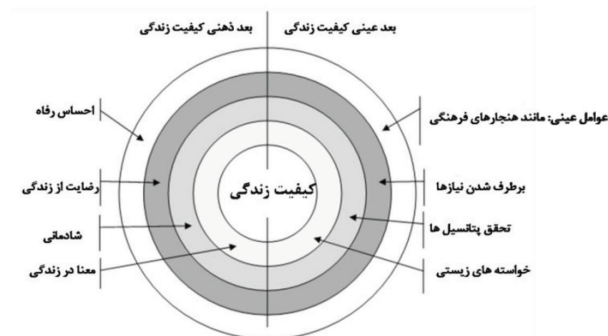 بعد عینی کیفیت زندگی
بعد ذهنی کیفیت زندگی
عوامل عینی: مانند هنجارهای فرهنگی
احساس رفاه
برطرف شدن نیازها
رضایت از زندگی
کیفیت زندگی
تحقق پتانسیل ها
شادمانی
خواسته های زیستی
معنا در زندگی